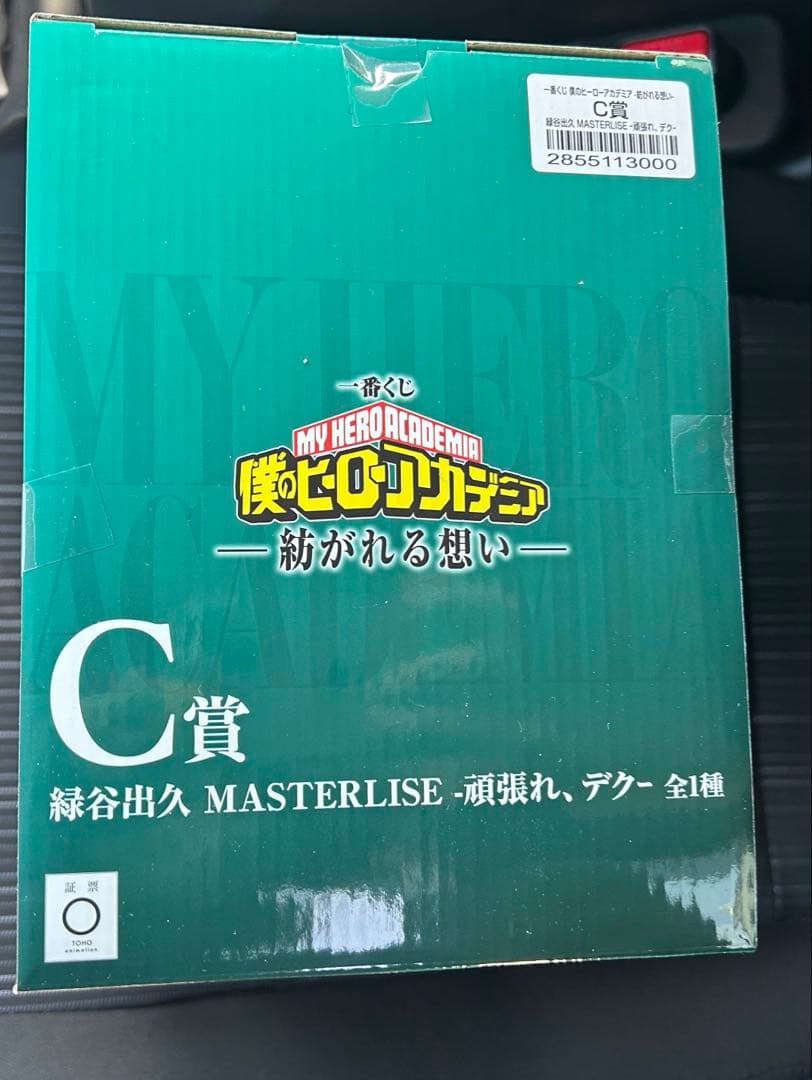 一番くじ 僕のヒーローアカデミア -紡がれる想い-
C賞
緑谷出久 MASTERLISE -頑張れ、デク-
2855113000
MY HERO
ACADEMIA
一番くじ
MY HERO ACADEMIA
僕のヒーローアカデミア
―紡がれる想い―
C賞
緑谷出久 MASTERLISE -頑張れ、デク- 全1種
証票
TOHO
animation